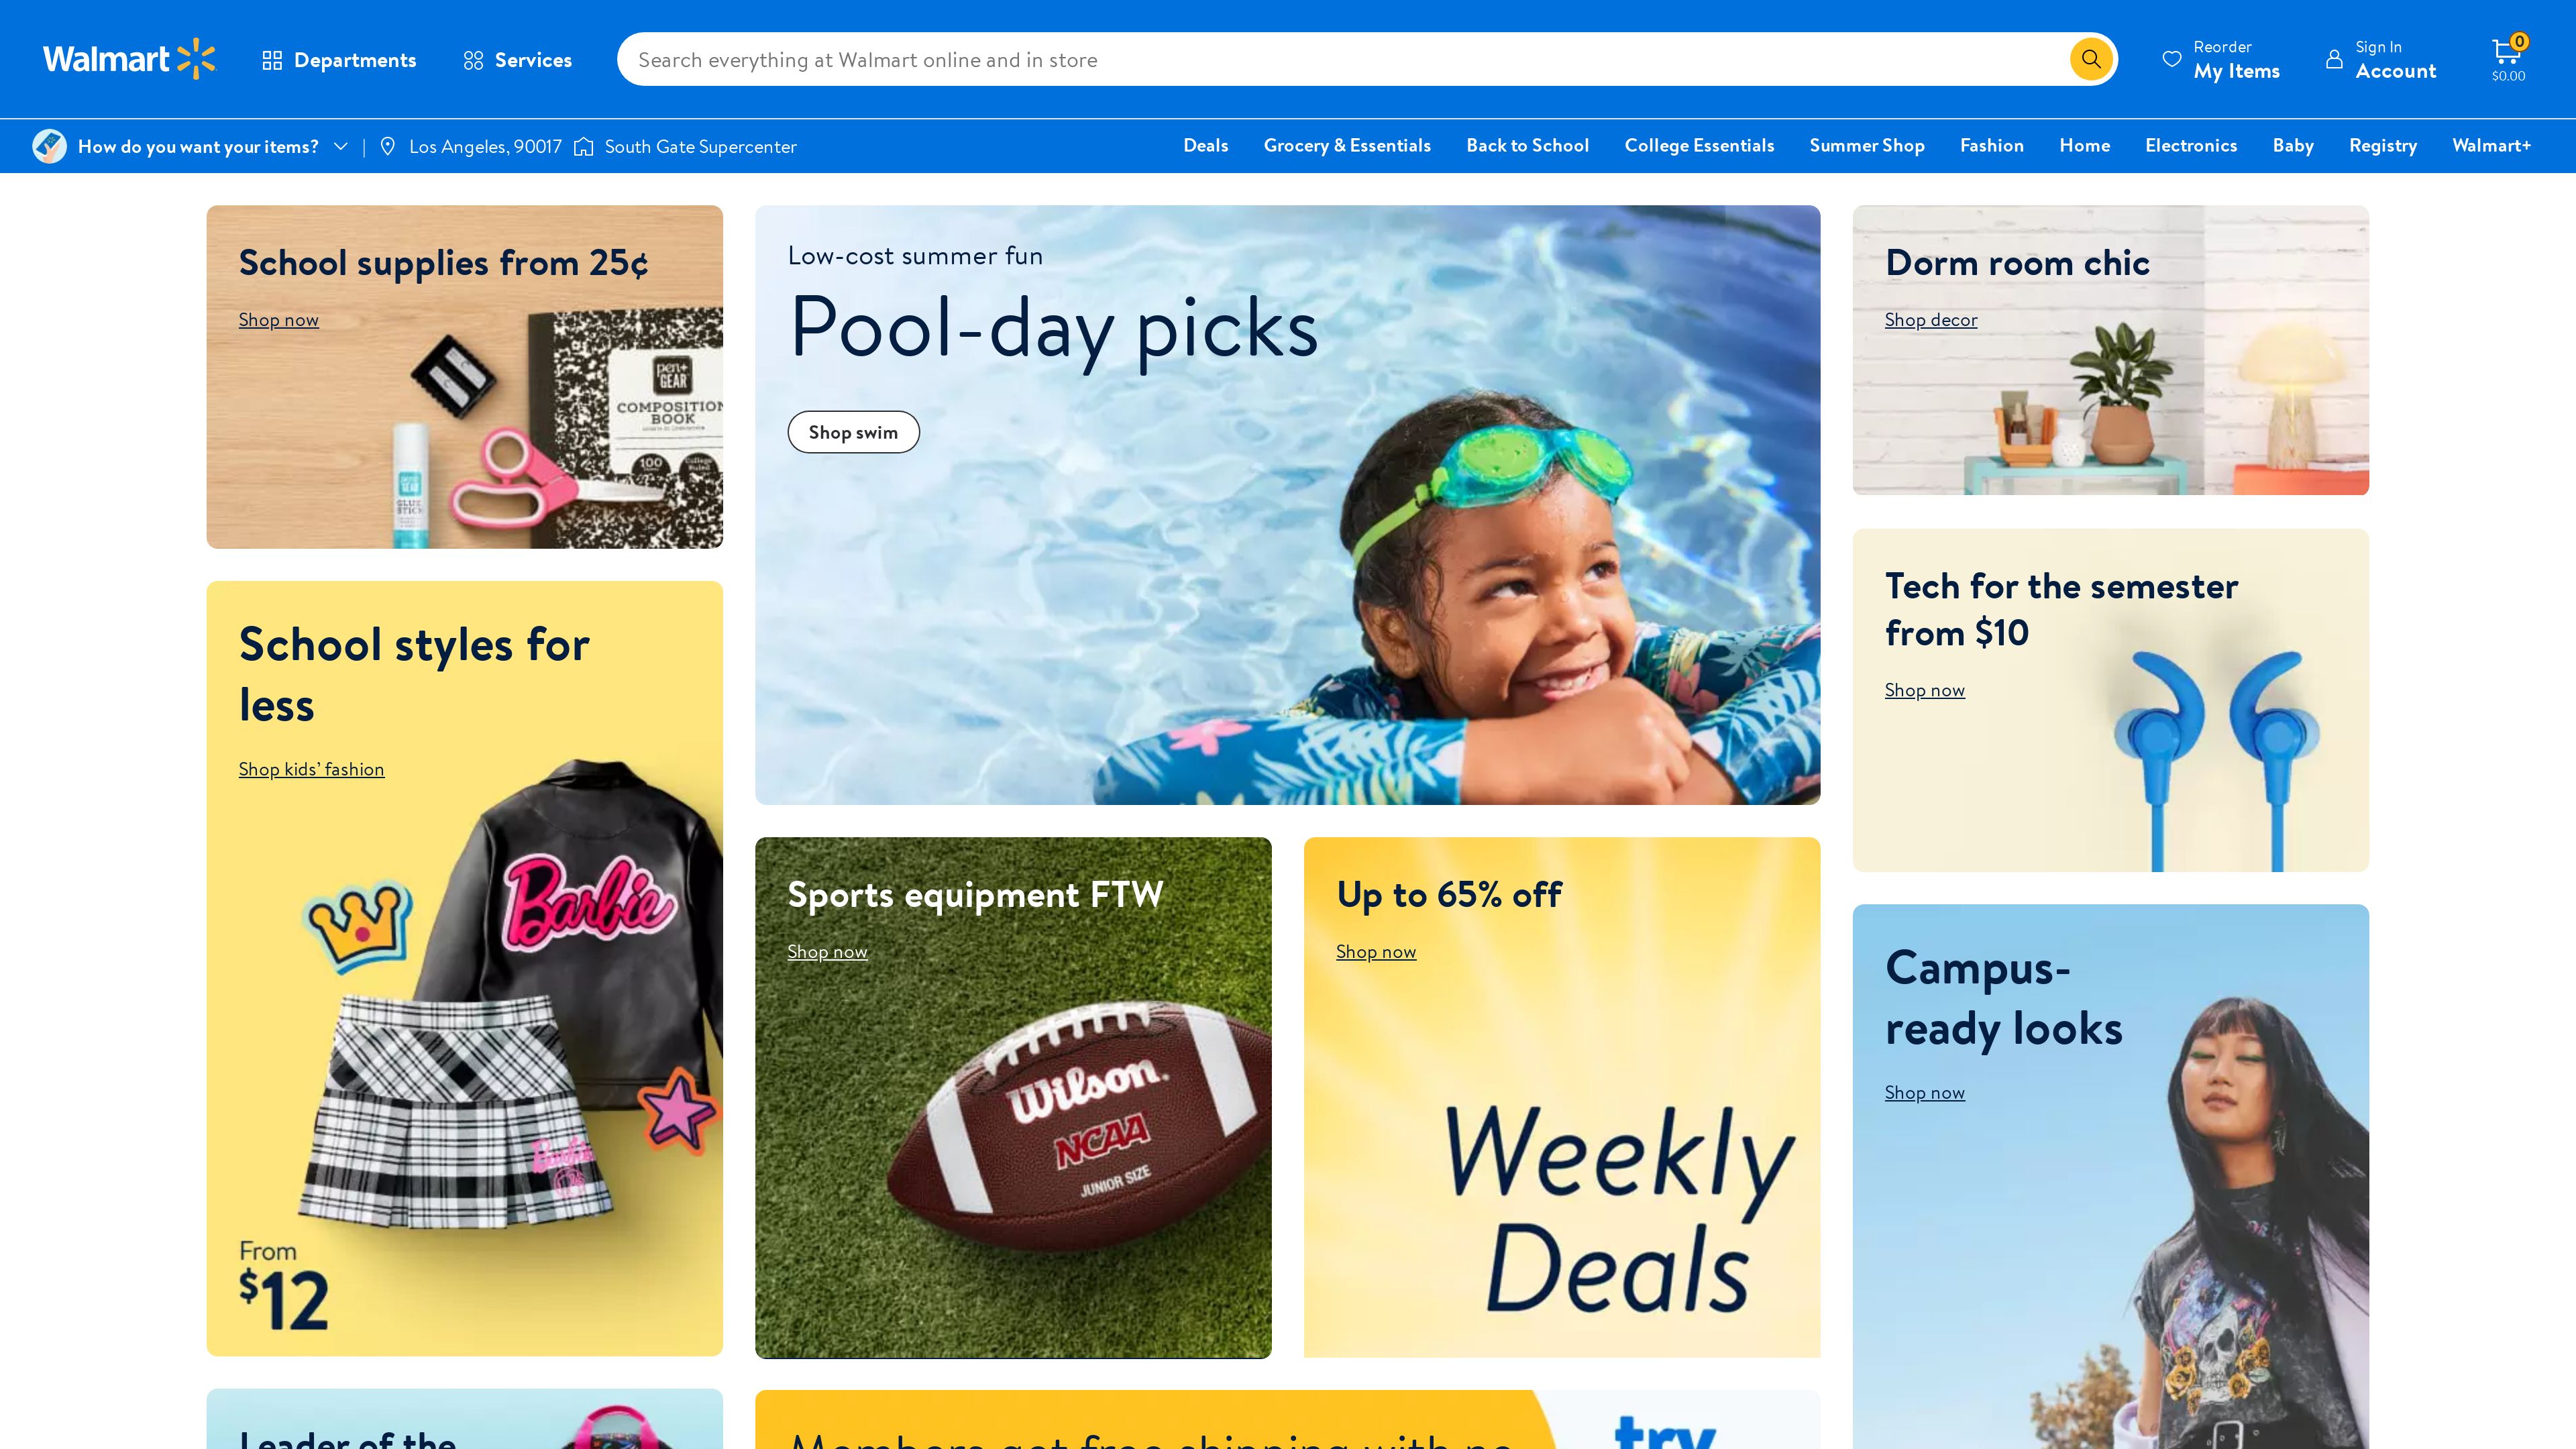 Walmart
Departments
Services
Search everything at Walmart online and in store
Reorder
My Items
Sign In
Account
0
$0.00
How do you want your items?
Los Angeles, 90017
South Gate Supercenter
Deals
Grocery & Essentials
Back to School
College Essentials
Summer Shop
Fashion
Home
Electronics
Baby
Registry
Walmart+
School supplies from 25¢
Shop now
pen+
GEAR
COMPOSITION
BOOK
100
GLUE
STICK
School styles for
less
Shop kids’ fashion
Barbie
Barbie
From
$12
Leader of the
Low-cost summer fun
Pool-day picks
Shop swim
Sports equipment FTW
Shop now
Wilson
NCAA
JUNIOR SIZE
Up to 65% off
Shop now
Weekly
Deals
Members get free shipping with no
try
Dorm room chic
Shop decor
Tech for the semester
from $10
Shop now
Campus-
ready looks
Shop now